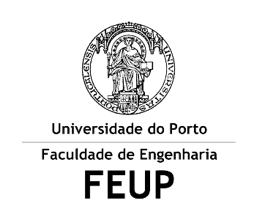 Universidade do Porto
Faculdade de Engenharia
FEUP